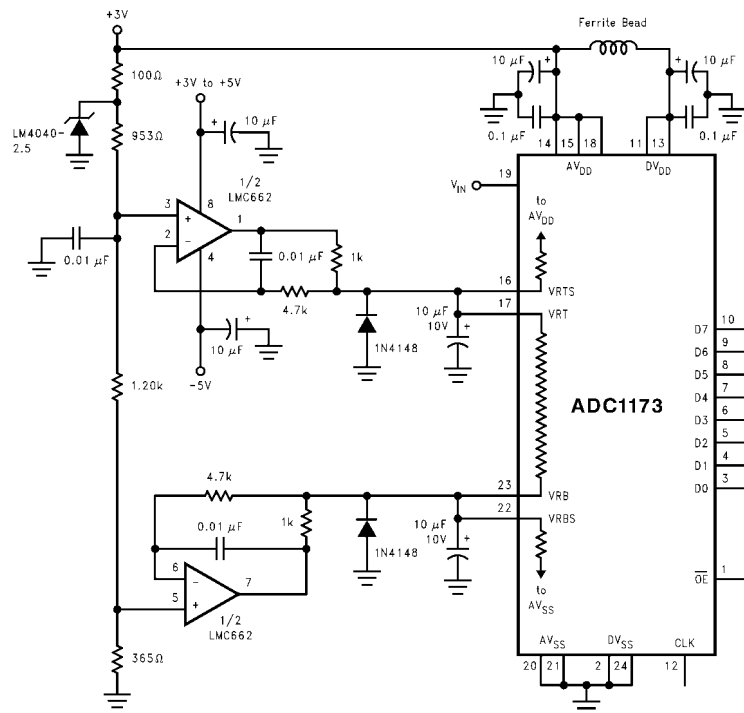 +3V
Ferrite Bead
100Ω
+3V to +5V
10 µF
10 µF
10 µF
LM4040-
2.5
953Ω
0.1 µF
0.1 µF
14 15 18
11 13
AVDD
DVDD
1/2
LMC662
19
VIN
3
+
8
1
2
−
4
to
AVDD
0.01 µF
0.01 µF
1k
16
VRTS
4.7k
17
VRT
10 µF
10V
+
10 µF
1N4148
-5V
10
D7
9
D6
8
D5
7
D4
6
D3
5
D2
4
D1
3
D0
1.20k
ADC1173
4.7k
23
VRB
1k
22
VRBS
0.01 µF
10 µF
10V
+
1N4148
6
−
7
5
+
to
AVSS
1
OE
1/2
LMC662
365Ω
AVSS
DVSS
CLK
20 21
2 24
12